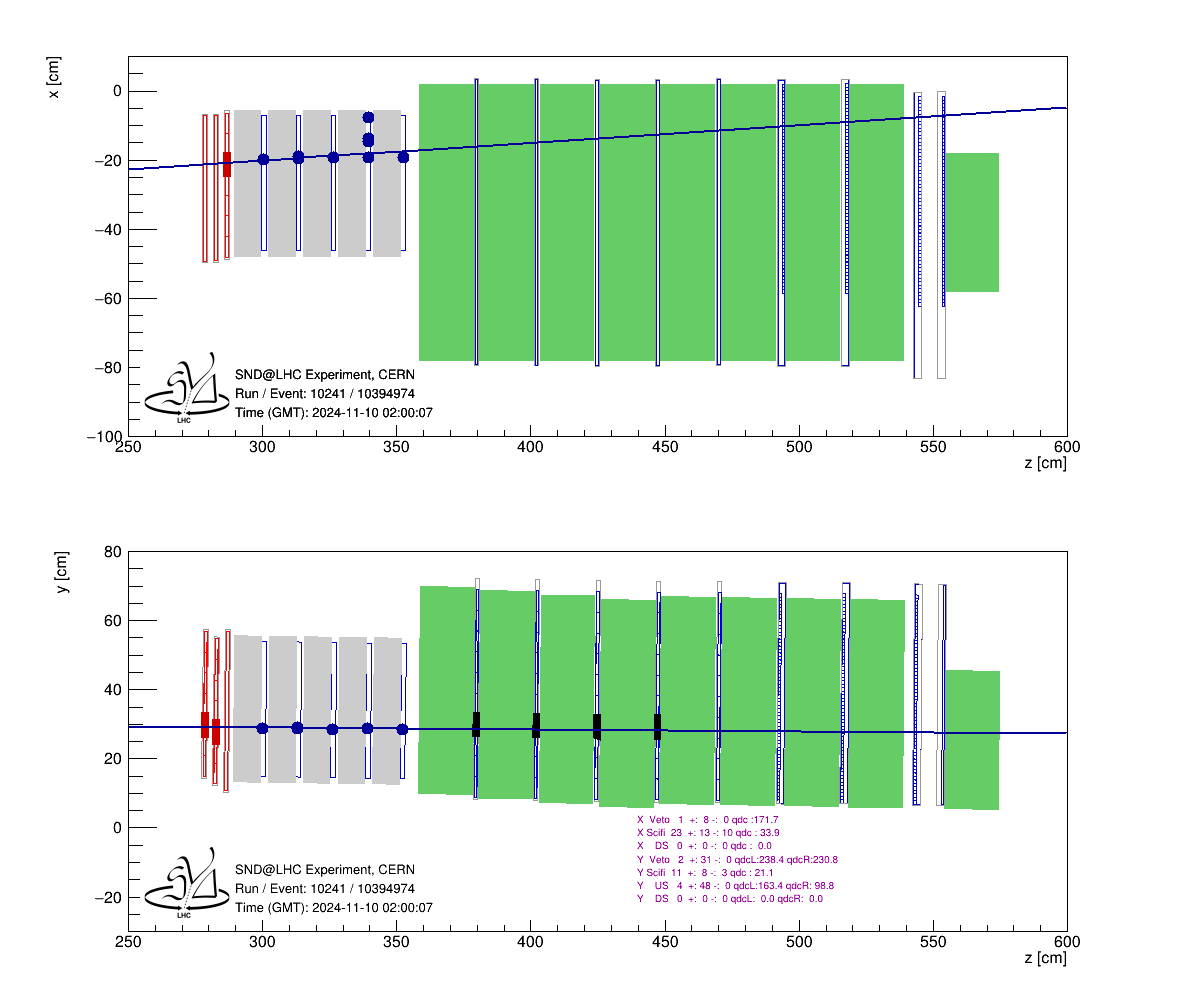 x [cm]
0
−20
−40
−60
−80
−100
SND@LHC Experiment, CERN
Run / Event: 10241 / 10394974
Time (GMT): 2024-11-10 02:00:07
LHC
250 300 350 400 450 500 550 600
z [cm]
y [cm]
80
60
40
20
0
−20
X Veto 1 +: 8 -: 0 qdc :171.7
X Scifi 23 +: 13 -: 10 qdc : 33.9
X DS 0 +: 0 -: 0 qdc : 0.0
Y Veto 2 +: 31 -: 0 qdcL:238.4 qdcR:230.8
Y Scifi 11 +: 8 -: 3 qdc : 21.1
Y US 4 +: 48 -: 0 qdcL:163.4 qdcR: 98.8
Y DS 0 +: 0 -: 0 qdcL: 0.0 qdcR: 0.0
SND@LHC Experiment, CERN
Run / Event: 10241 / 10394974
Time (GMT): 2024-11-10 02:00:07
LHC
250 300 350 400 450 500 550 600
z [cm]